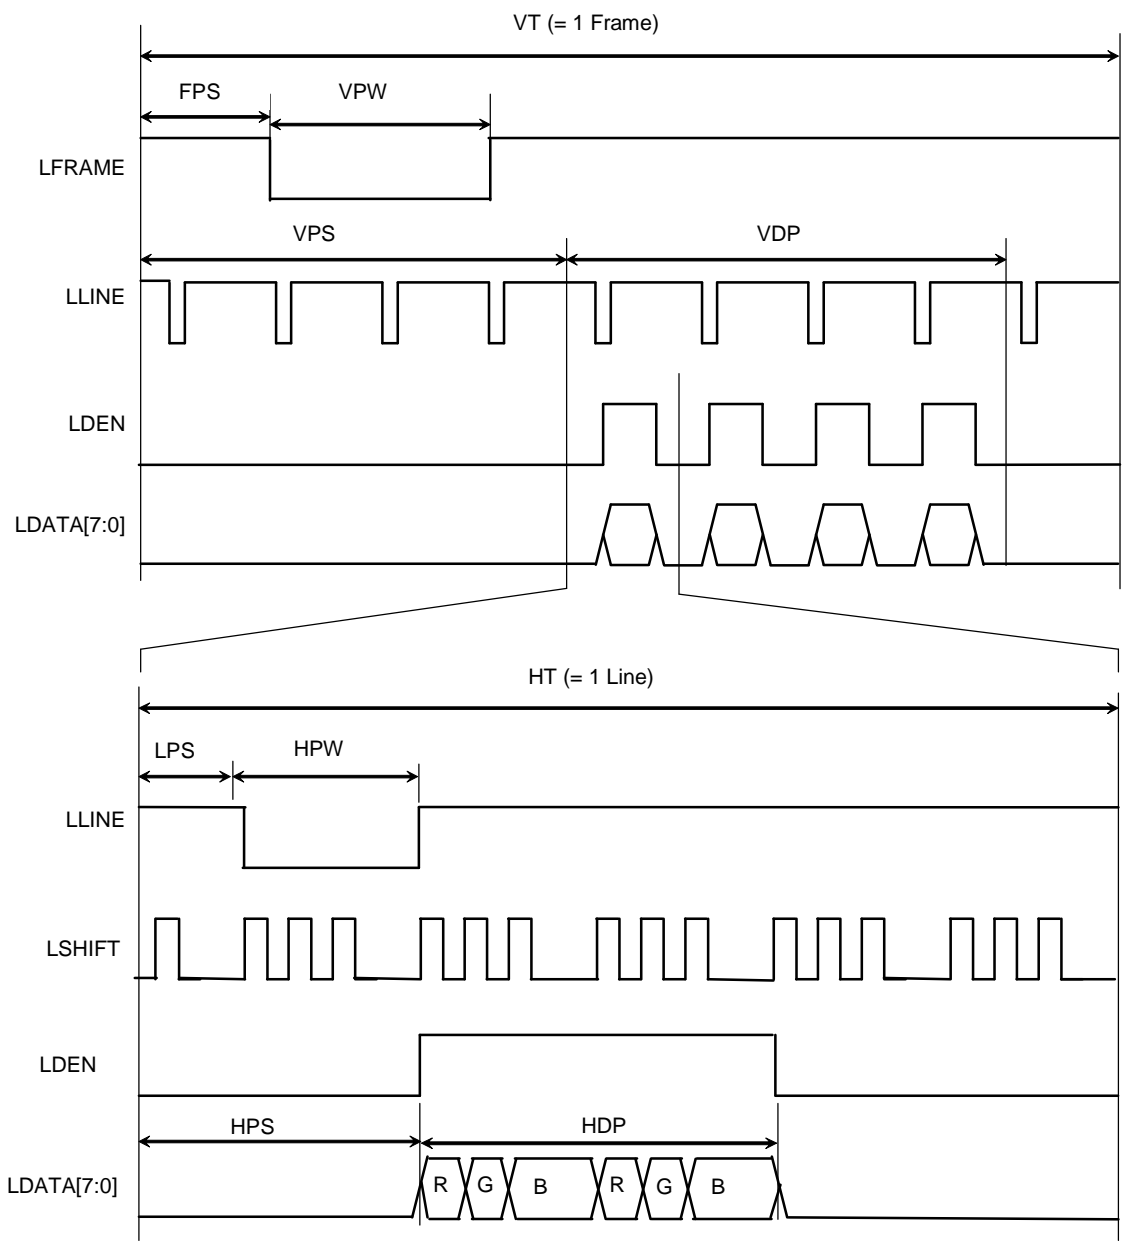 VT (= 1 Frame)
FPS
VPW
LFRAME
VPS
VDP
LLINE
LDEN
LDATA[7:0]
HT (= 1 Line)
LPS
HPW
LLINE
LSHIFT
LDEN
HPS
HDP
LDATA[7:0]
R
G
B
R
G
B